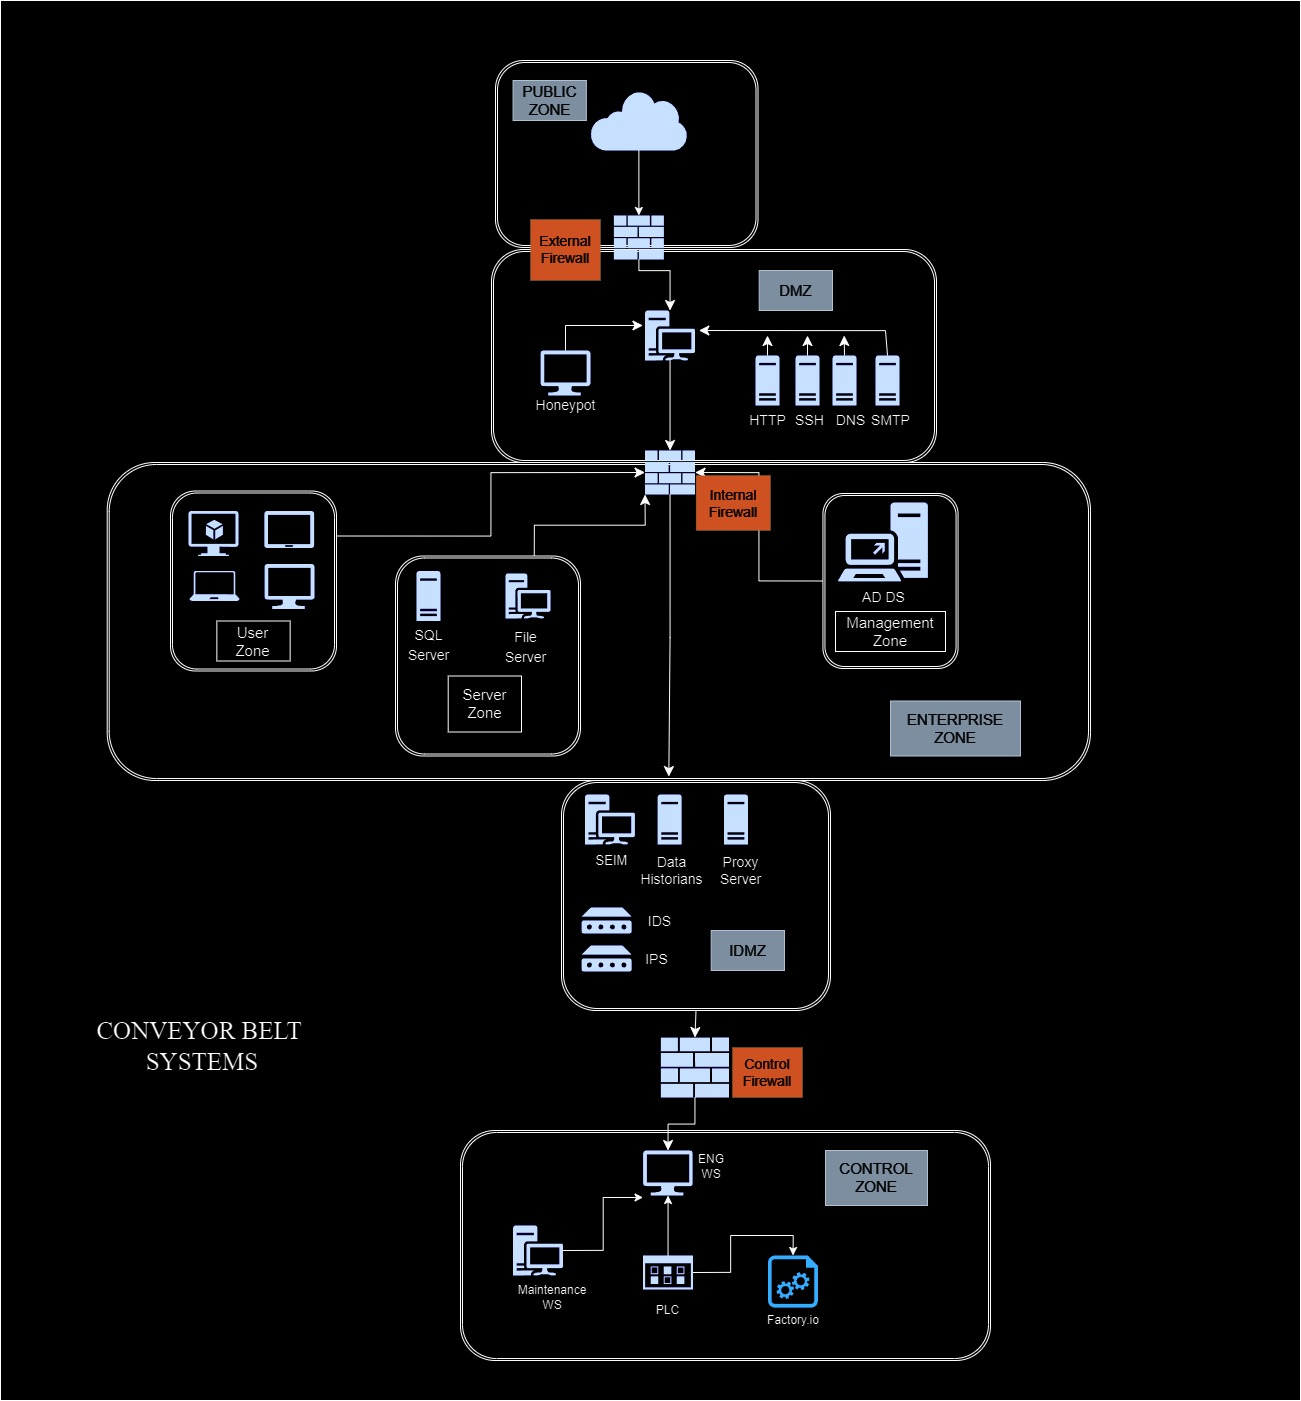 PUBLIC
ZONE
External
Firewall
DMZ
Honeypot
HTTP
SSH
DNS
SMTP
Internal
Firewall
User
Zone
SQL
Server
File
Server
Server
Zone
AD DS
Management
Zone
ENTERPRISE
ZONE
SEIM
Data
Historians
Proxy
Server
IDS
IPS
IDMZ
CONVEYOR BELT
SYSTEMS
Control
Firewall
ENG
WS
CONTROL
ZONE
Maintenance
WS
PLC
Factory.io